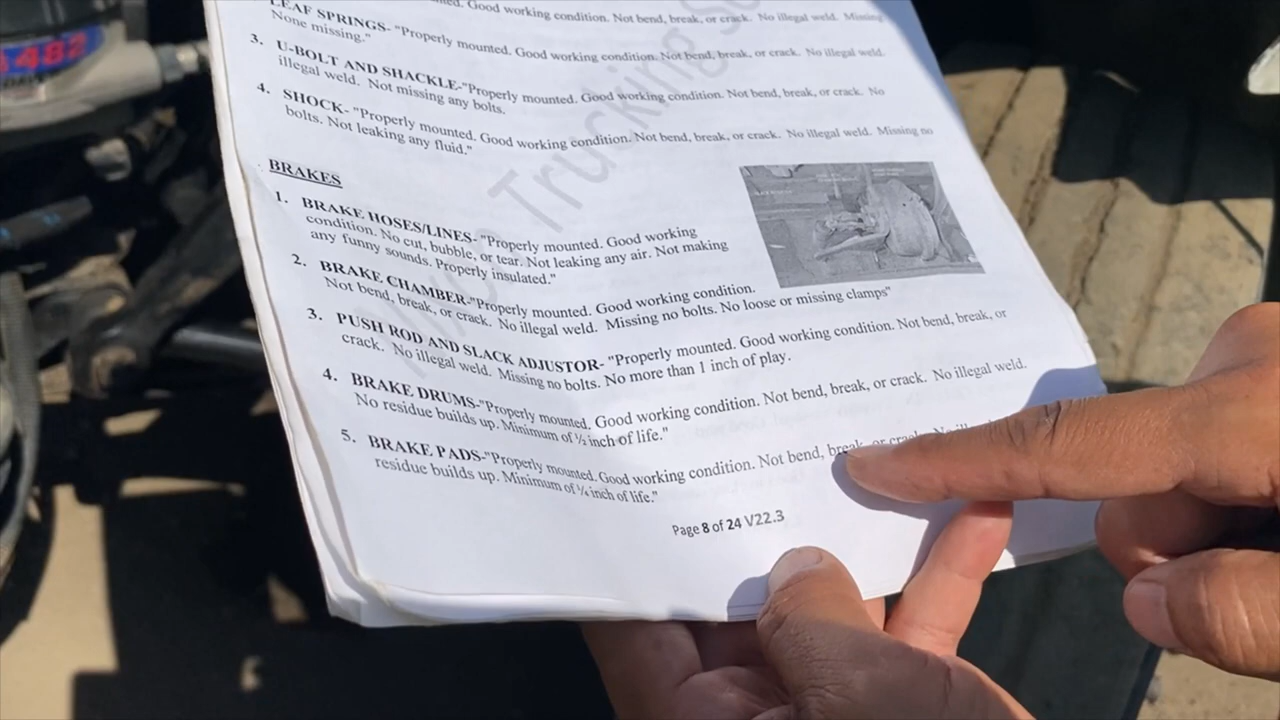 482
Good working condition. Not bend, break, or crack. No illegal weld. Missing
LEAF SPRINGS- "Properly mounted. Good working condition. Not bend, break, or crack. No illegal weld.
None missing."
3. U-BOLT AND SHACKLE-"Properly mounted. Good working condition. Not bend, break, or crack. No
illegal weld. Not missing any bolts.
4. SHOCK- "Properly mounted. Good working condition. Not bend, break, or crack. No illegal weld. Missing no
bolts. Not leaking any fluid."
BRAKES
1. BRAKE HOSES/LINES- "Properly mounted. Good working
condition. No cut, bubble, or tear. Not leaking any air. Not making
any funny sounds. Properly insulated."
2. BRAKE CHAMBER-"Properly mounted. Good working condition.
Not bend, break, or crack. No illegal weld. Missing no bolts. No loose or missing clamps"
3. PUSH ROD AND SLACK ADJUSTOR- "Properly mounted. Good working condition. Not bend, break, or
crack. No illegal weld. Missing no bolts. No more than 1 inch of play.
4. BRAKE DRUMS-"Properly mounted. Good working condition. Not bend, break, or crack. No illegal weld.
No residue builds up. Minimum of ½ inch of life."
5. BRAKE PADS-"Properly mounted. Good working condition. Not bend, break, or crack.
residue builds up. Minimum of ¼ inch of life."
Page 8 of 24 V22.3
Trucking